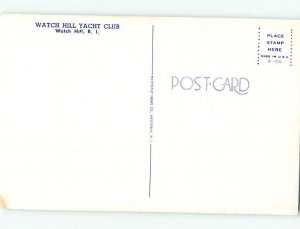 WATCH HILL YACHT CLUB
Watch Hill, R. I.
PLACE
STAMP
HERE
MADE IN U.S.A.
POST-CARD